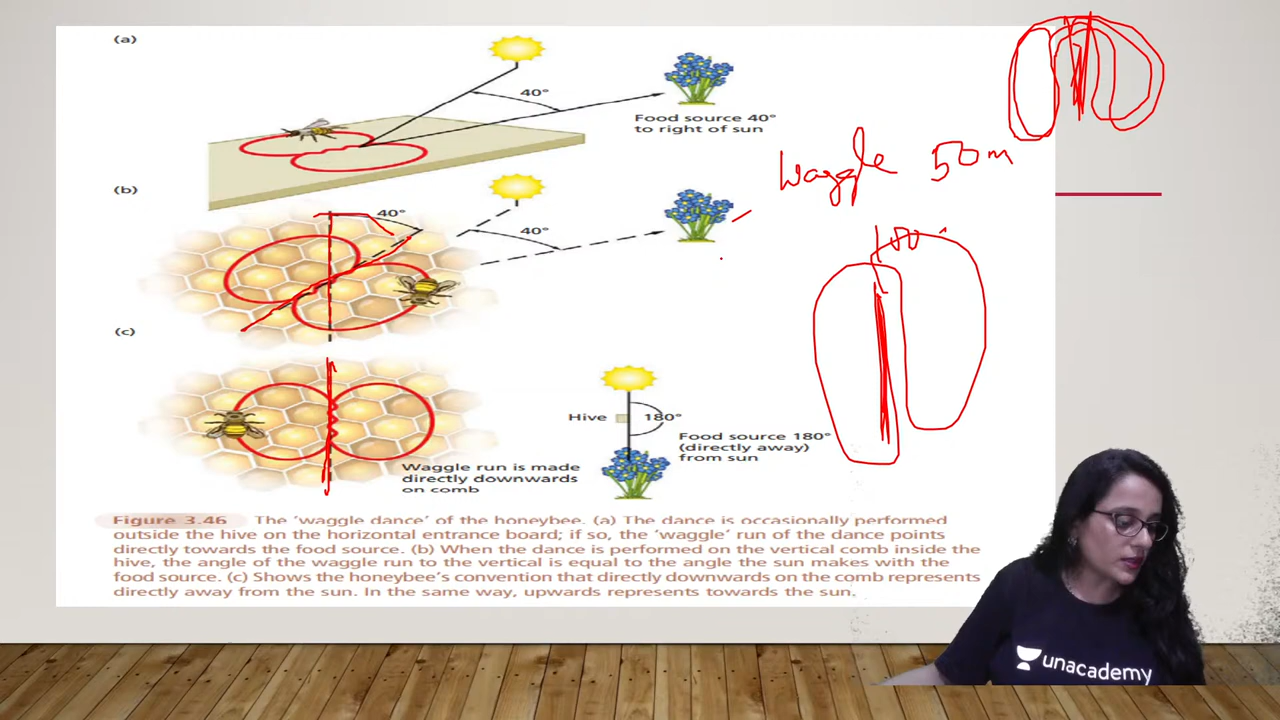 (a)
40°
Food source 40°
to right of sun
Waggle 50m
(b)
40°
40°
180°
(c)
Hive
180°
Food source 180°
(directly away)
from sun
Waggle run is made
directly downwards
on comb
Figure 3.46 The ‘waggle dance’ of the honeybee. (a) The dance is occasionally performed
outside the hive on the horizontal entrance board; if so, the ‘waggle’ run of the dance points
directly towards the food source. (b) When the dance is performed on the vertical comb inside the
hive, the angle of the waggle run to the vertical is equal to the angle the sun makes with the
food source. (c) Shows the honeybee’s convention that directly downwards on the comb represents
directly away from the sun. In the same way, upwards represents towards the sun.
unacademy